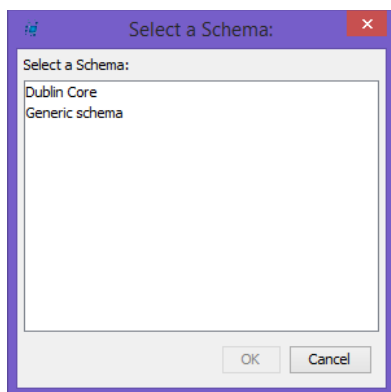 Select a Schema:
Select a Schema:
Dublin Core
Generic schema
OK
Cancel